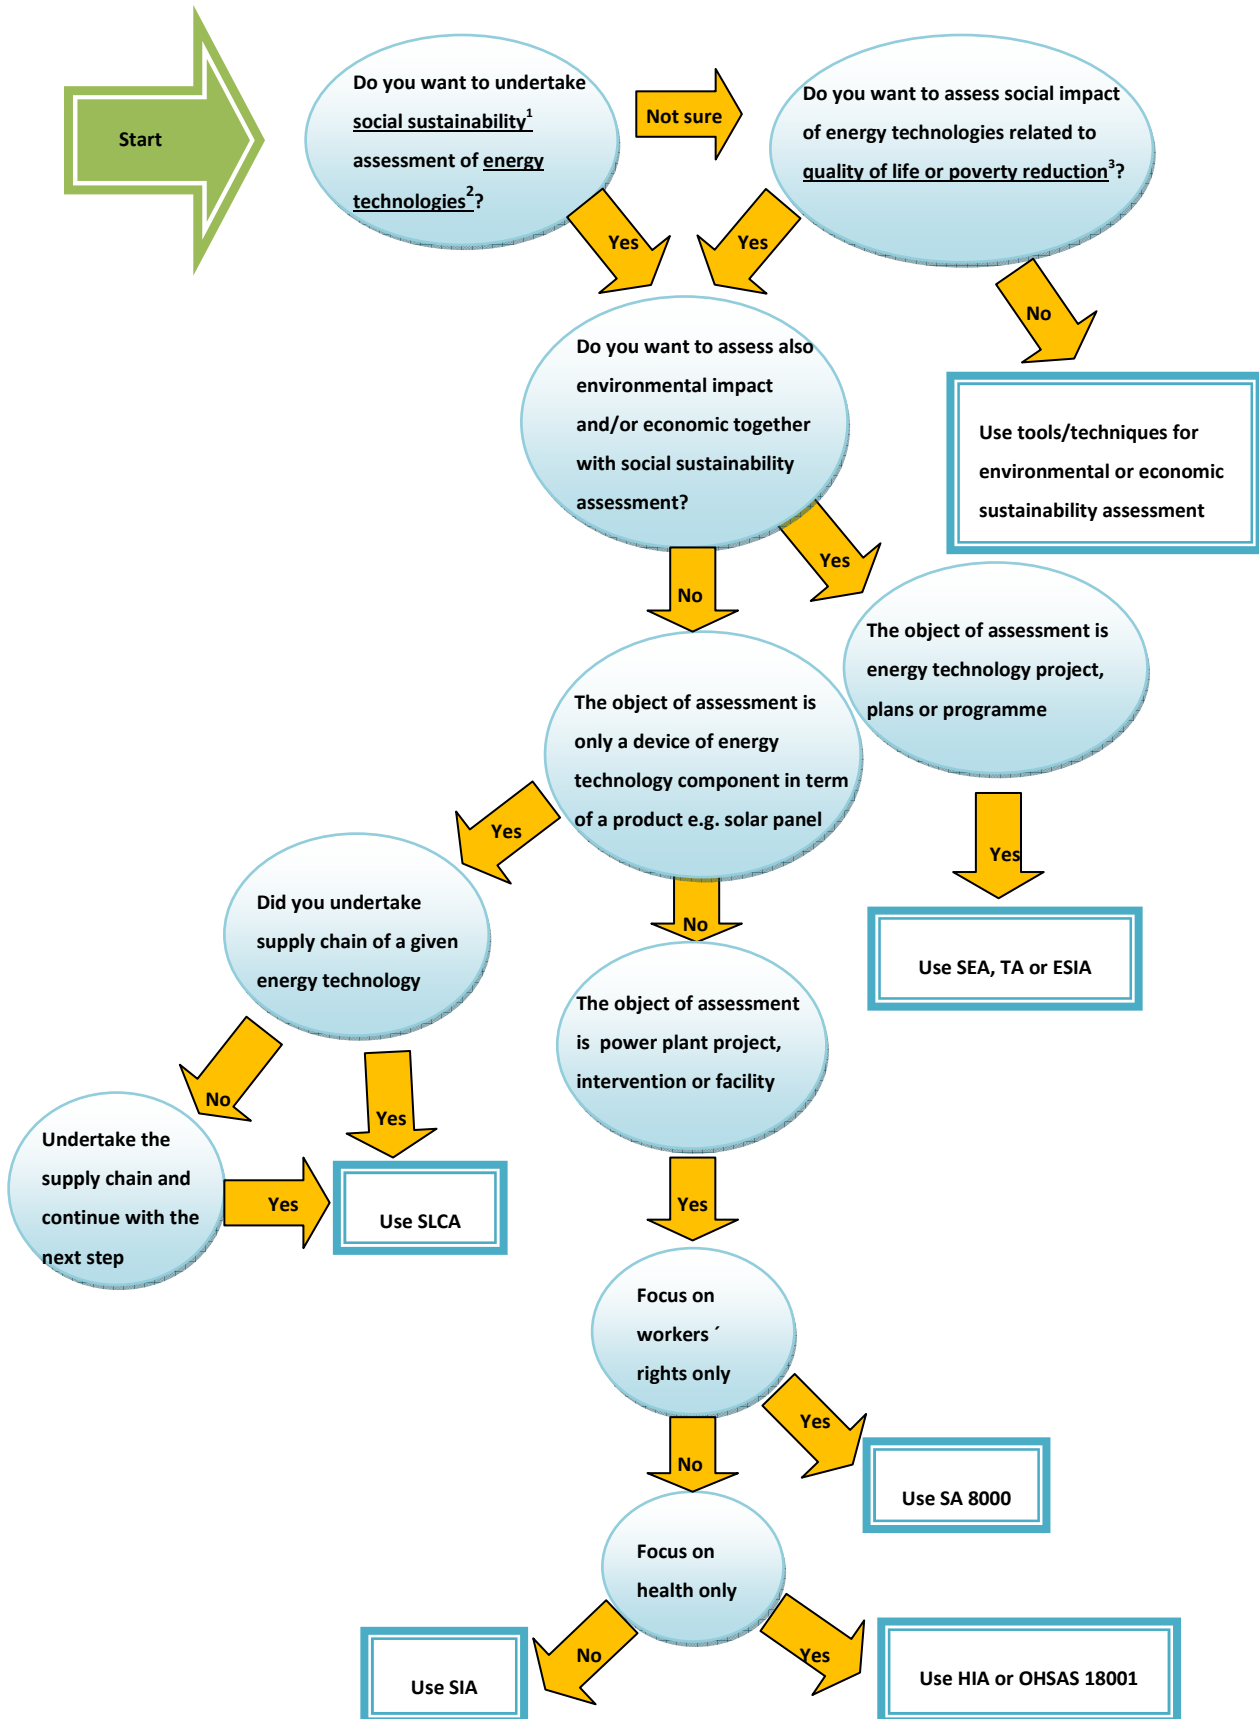 Start
Do you want to undertake
social sustainability1
assessment of energy
technologies2?
Not sure
Do you want to assess social impact
of energy technologies related to
quality of life or poverty reduction3?
Yes
Yes
No
Do you want to assess also
environmental impact
and/or economic together
with social sustainability
assessment?
Use tools/techniques for
environmental or economic
sustainability assessment
No
Yes
The object of assessment is
energy technology project,
plans or programme
The object of assessment is
only a device of energy
technology component in term
of a product e.g. solar panel
Yes
Yes
No
Did you undertake
supply chain of a given
energy technology
Use SEA, TA or ESIA
The object of assessment
is power plant project,
intervention or facility
No
Yes
Undertake the
supply chain and
continue with the
next step
Yes
Use SLCA
Yes
Focus on
workers ´
rights only
Yes
No
Use SA 8000
Focus on
health only
No
Yes
Use SIA
Use HIA or OHSAS 18001